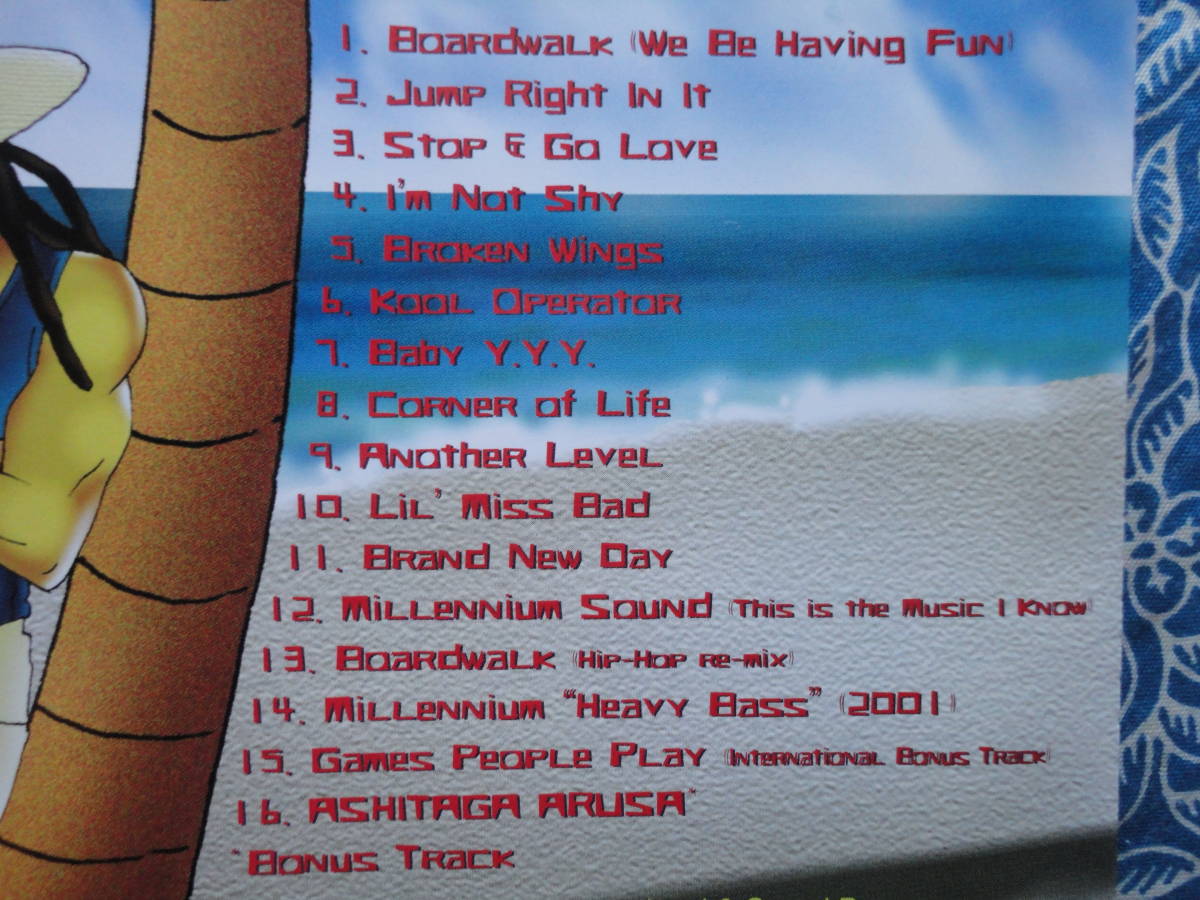 1. Boardwalk (We Be Having Fun)
2. Jump Right In It
3. Stop & Go Love
4. I'm Not Shy
5. Broken Wings
6. Kool Operator
7. Baby Y.Y.Y.
8. Corner of Life
9. Another Level
10. Lil' Miss Bad
11. Brand New Day
12. Millennium Sound (This is the Music I Know)
13. Boardwalk (Hip-Hop re-mix)
14. Millennium "Heavy Bass" (2001)
15. Games People Play (International Bonus Track)
16. ASHITAGA ARUSA*
*Bonus Track